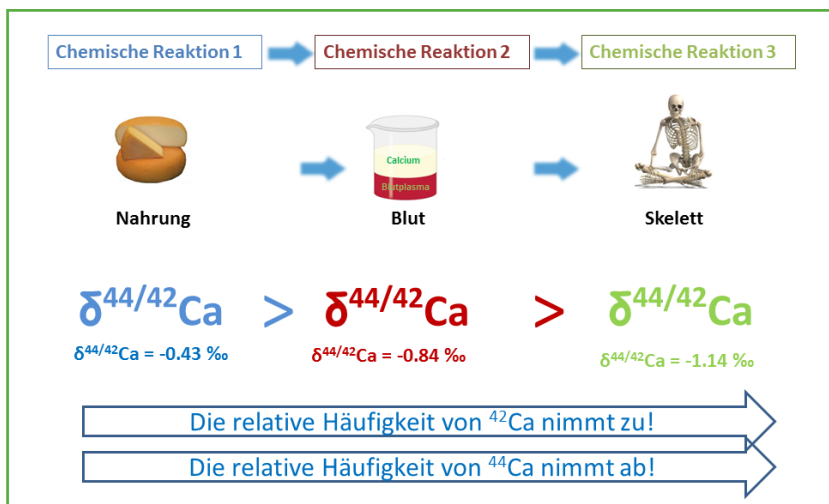 Chemische Reaktion 1
Chemische Reaktion 2
Chemische Reaktion 3
Calcium
Blutplasma
Nahrung
Blut
Skelett
δ⁴⁴/⁴²Ca > δ⁴⁴/⁴²Ca > δ⁴⁴/⁴²Ca
δ⁴⁴/⁴²Ca = -0.43 ‰
δ⁴⁴/⁴²Ca = -0.84 ‰
δ⁴⁴/⁴²Ca = -1.14 ‰
Die relative Häufigkeit von ⁴²Ca nimmt zu!
Die relative Häufigkeit von ⁴⁴Ca nimmt ab!